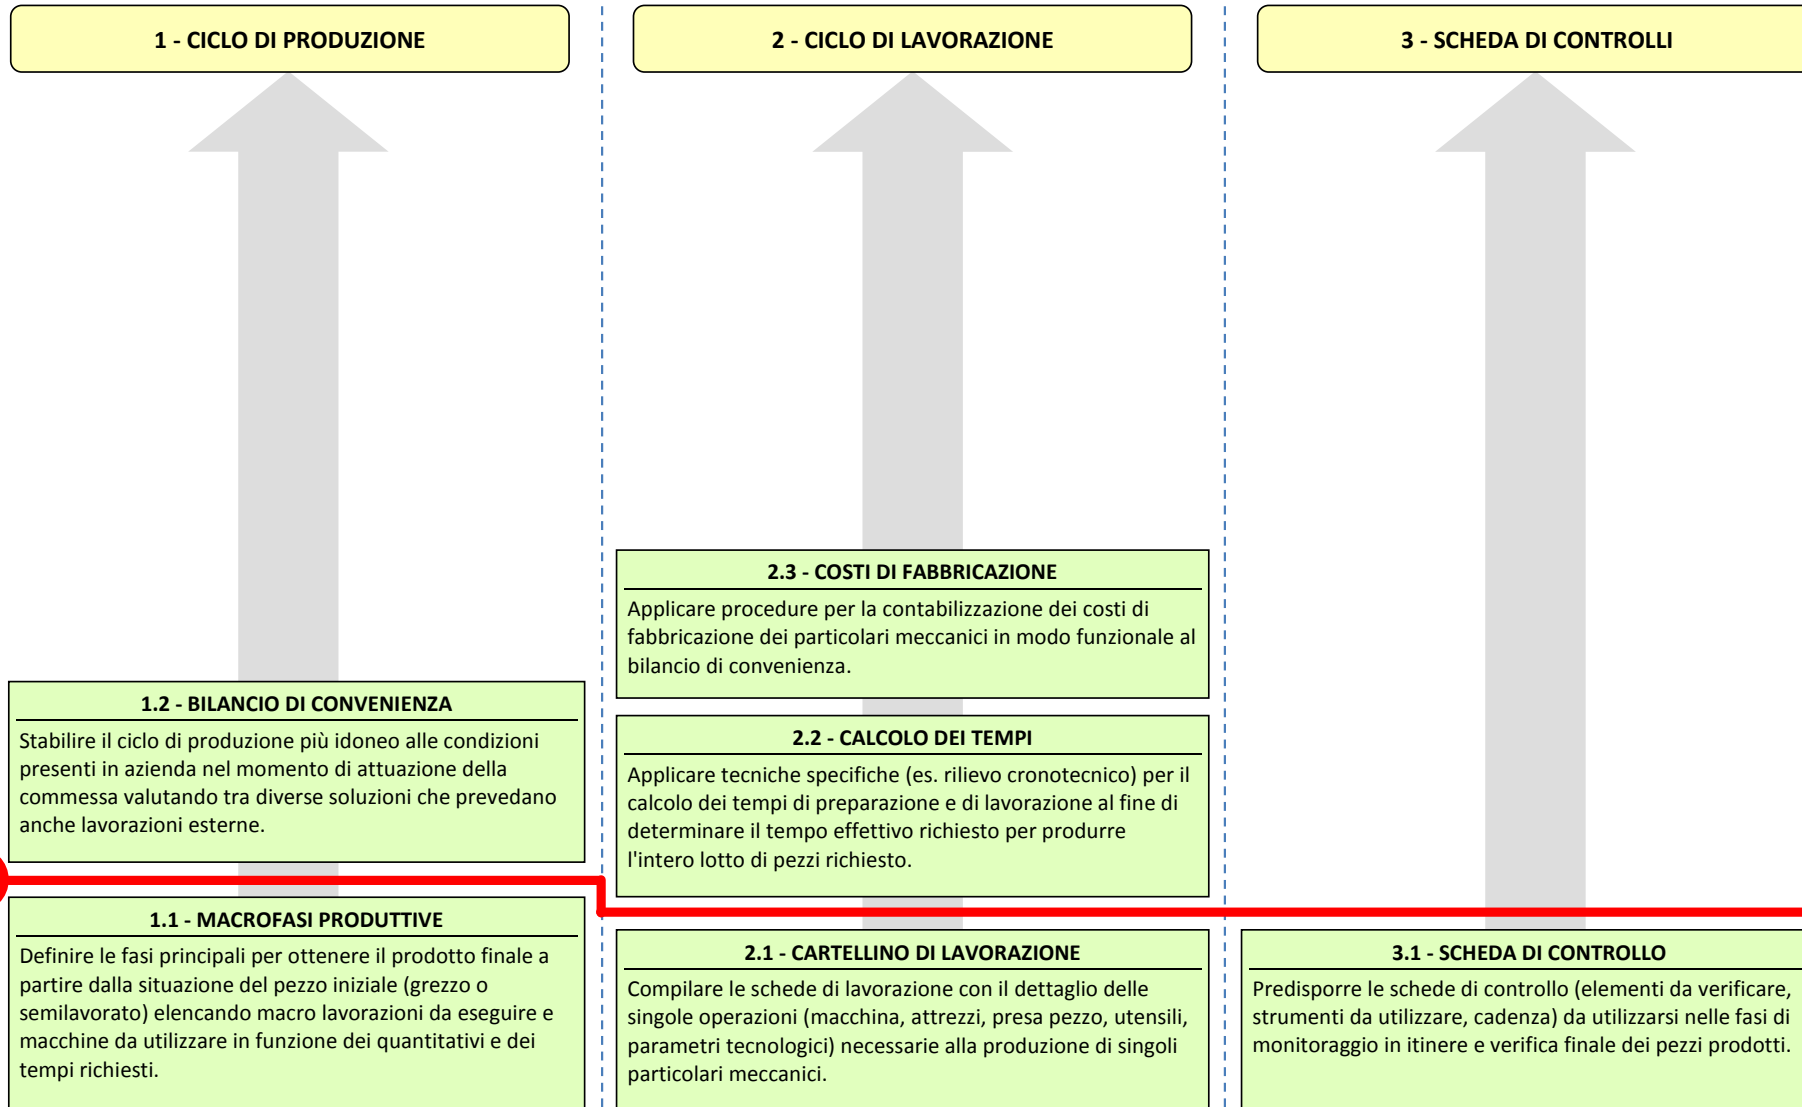 1 - CICLO DI PRODUZIONE
2 - CICLO DI LAVORAZIONE
3 - SCHEDA DI CONTROLLI
2.3 - COSTI DI FABBRICAZIONE
Applicare procedure per la contabilizzazione dei costi di
fabbricazione dei particolari meccanici in modo funzionale al
bilancio di convenienza.
1.2 - BILANCIO DI CONVENIENZA
Stabilire il ciclo di produzione più idoneo alle condizioni
presenti in azienda nel momento di attuazione della
commessa valutando tra diverse soluzioni che prevedano
anche lavorazioni esterne.
2.2 - CALCOLO DEI TEMPI
Applicare tecniche specifiche (es. rilievo cronotecnico) per il
calcolo dei tempi di preparazione e di lavorazione al fine di
determinare il tempo effettivo richiesto per produrre
l'intero lotto di pezzi richiesto.
1.1 - MACROFASI PRODUTTIVE
Definire le fasi principali per ottenere il prodotto finale a
partire dalla situazione del pezzo iniziale (grezzo o
semilavorato) elencando macro lavorazioni da eseguire e
macchine da utilizzare in funzione dei quantitativi e dei
tempi richiesti.
2.1 - CARTELLINO DI LAVORAZIONE
Compilare le schede di lavorazione con il dettaglio delle
singole operazioni (macchina, attrezzi, presa pezzo, utensili,
parametri tecnologici) necessarie alla produzione di singoli
particolari meccanici.
3.1 - SCHEDA DI CONTROLLO
Predisporre le schede di controllo (elementi da verificare,
strumenti da utilizzare, cadenza) da utilizzarsi nelle fasi di
monitoraggio in itinere e verifica finale dei pezzi prodotti.